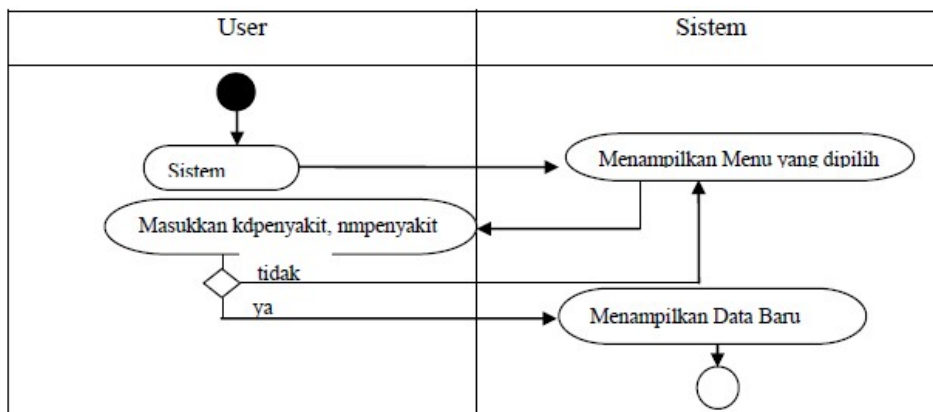 User
Sistem
Sistem
Menampilkan Menu yang dipilih
Masukkan kdpenyakit, nmpenyakit
tidak
ya
Menampilkan Data Baru